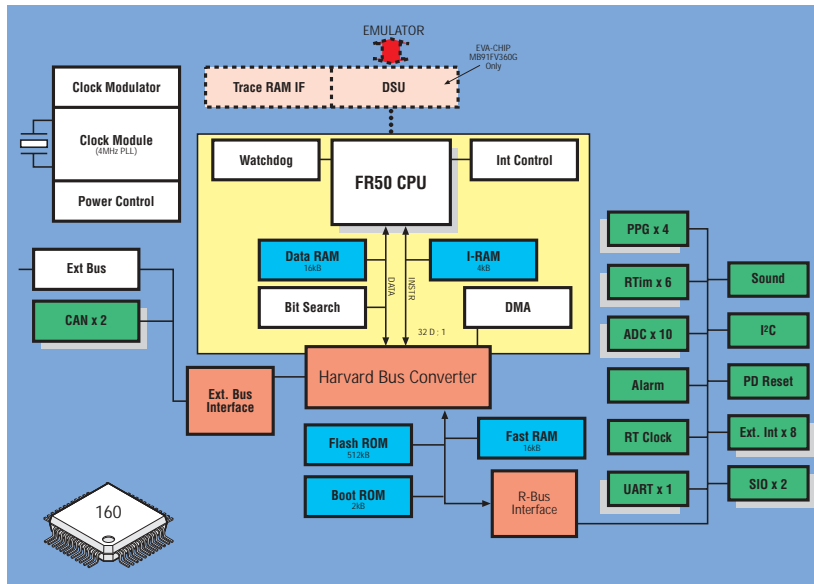 EMULATOR
EVA-CHIP
MB91FV360G
Only
Trace RAM IF
DSU
Clock Modulator
Clock Module
(4MHz PLL)
Power Control
Watchdog
FR50 CPU
Int Control
Data RAM
16kB
I-RAM
4kB
DATA
INSTR
Bit Search
DMA
32 D : 1
Ext Bus
CAN x 2
Harvard Bus Converter
Ext. Bus
Interface
Flash ROM
512kB
Fast RAM
16kB
Boot ROM
2kB
R-Bus
Interface
PPG x 4
RTim x 6
Sound
ADC x 10
I²C
Alarm
PD Reset
RT Clock
Ext. Int x 8
UART x 1
SIO x 2
160